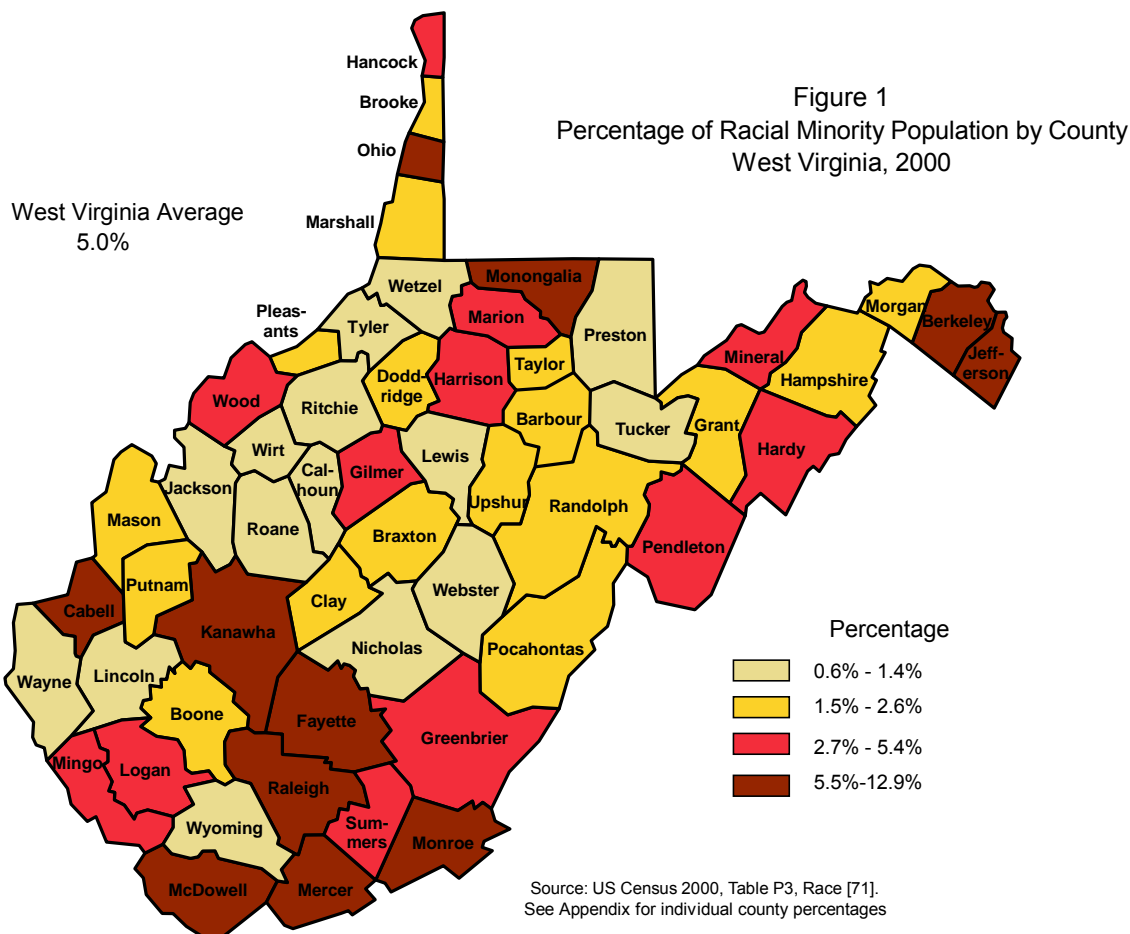 Figure 1
Percentage of Racial Minority Population by County
West Virginia, 2000
West Virginia Average
5.0%
Hancock
Brooke
Ohio
Marshall
Wetzel
Monongalia
Marion
Preston
Pleas-
ants
Tyler
Dodd-
ridge
Harrison
Taylor
Wood
Ritchie
Barbour
Tucker
Mineral
Hampshire
Morgan
Berkeley
Jeff-
erson
Grant
Hardy
Wirt
Cal-
houn
Gilmer
Lewis
Upshur
Randolph
Pendleton
Jackson
Roane
Braxton
Mason
Putnam
Clay
Webster
Pocahontas
Cabell
Kanawha
Nicholas
Wayne
Lincoln
Boone
Fayette
Greenbrier
Mingo
Logan
Raleigh
Wyoming
Sum-
mers
Monroe
McDowell
Mercer
Percentage
0.6% - 1.4%
1.5% - 2.6%
2.7% - 5.4%
5.5%-12.9%
Source: US Census 2000, Table P3, Race [71].
See Appendix for individual county percentages